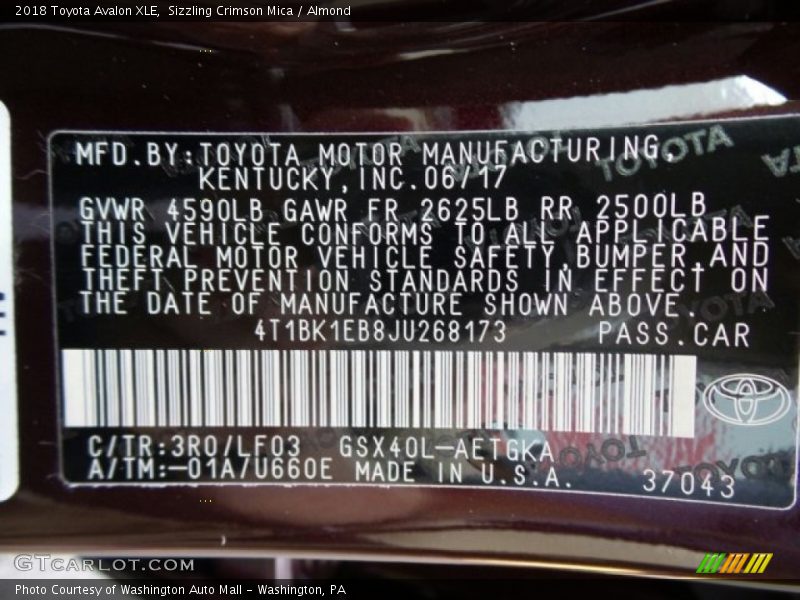 2018 Toyota Avalon XLE, Sizzling Crimson Mica / Almond
MFD.BY:TOYOTA MOTOR MANUFACTURING,
KENTUCKY,INC.06/17
GVWR 4590LB GAWR FR 2625LB RR 2500LB
THIS VEHICLE CONFORMS TO ALL APPLICABLE
FEDERAL MOTOR VEHICLE SAFETY,BUMPER,AND
THEFT PREVENTION STANDARDS IN EFFECT ON
THE DATE OF MANUFACTURE SHOWN ABOVE.
4T1BK1EB8JU268173 PASS.CAR
C/TR:3R0/LF03 GSX40L-AETGKA
A/TM:-01A/U660E MADE IN U.S.A. 37043
GTCARLOT.COM
Photo Courtesy of Washington Auto Mall - Washington, PA